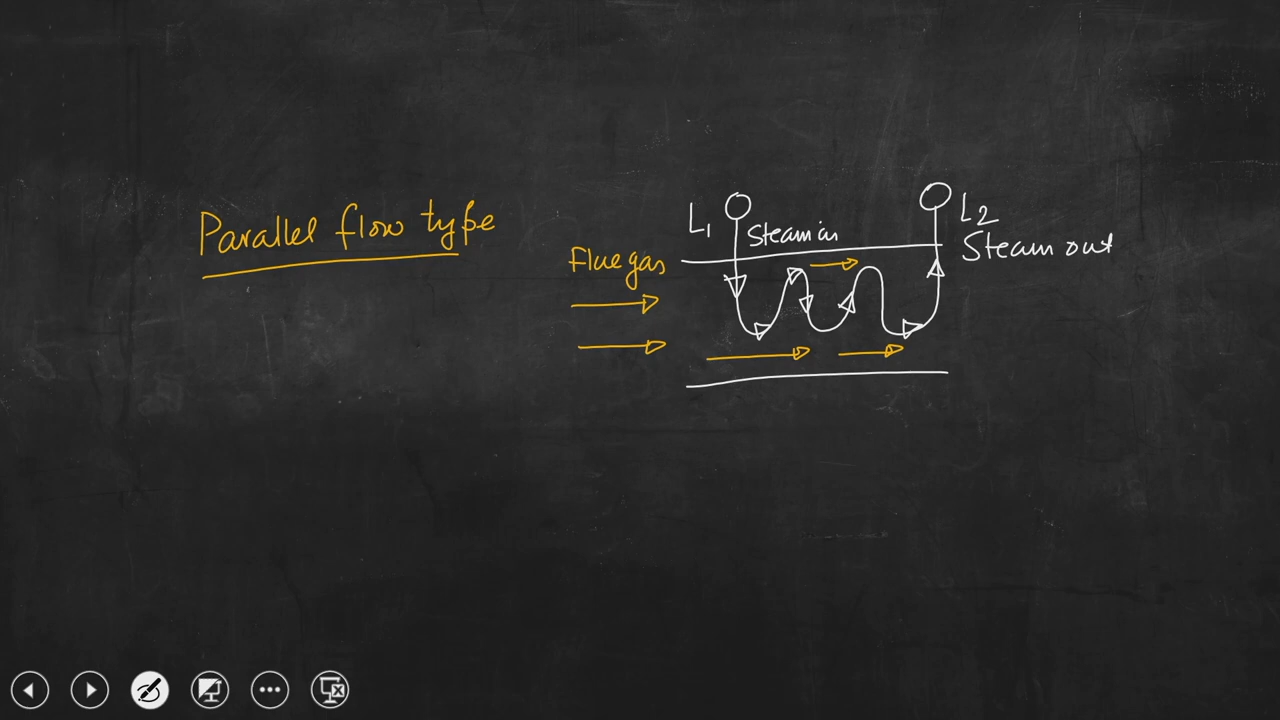 Parallel flow type
Flue gas
L1
Steam in
L2
Steam out